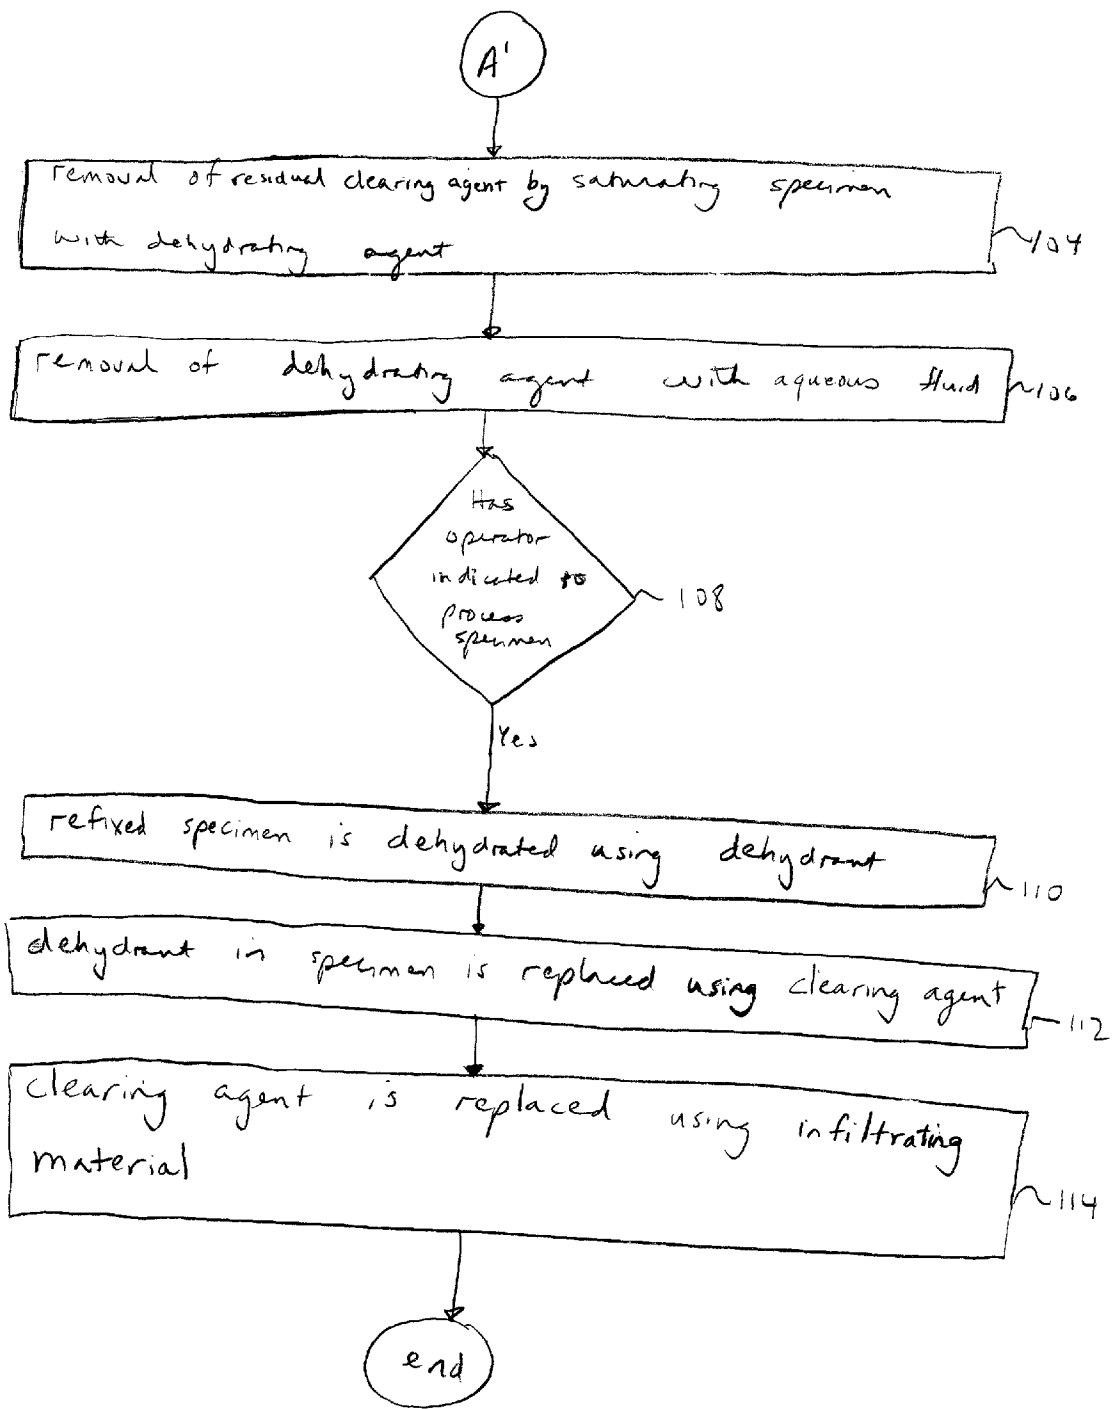 A'
removal of residual clearing agent by saturating specimen
with dehydrating agent
104
removal of dehydrating agent with aqueous fluid
106
Has
operator
indicated to
process
specimen
108
Yes
refixed specimen is dehydrated using dehydrant
110
dehydrant in specimen is replaced using clearing agent
112
clearing agent is replaced using infiltrating
material
114
end